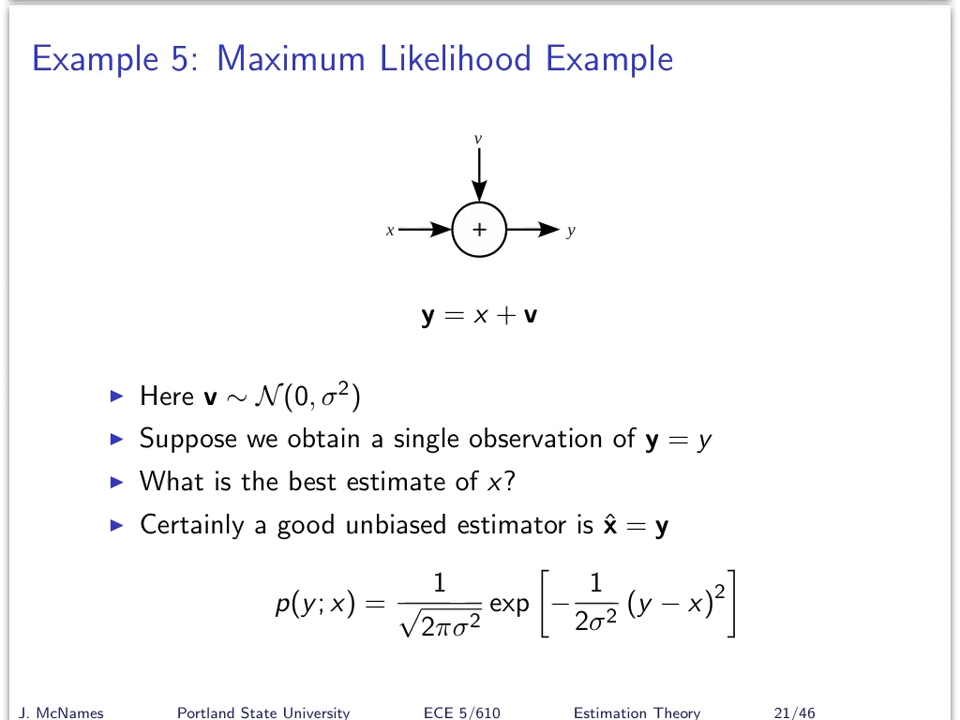 Example 5: Maximum Likelihood Example
v
x + y
y = x + v
▶ Here v ∼ 𝒩(0, σ²)
▶ Suppose we obtain a single observation of y = y
▶ What is the best estimate of x?
▶ Certainly a good unbiased estimator is x̂ = y
p(y; x) = 1/√(2πσ²) exp [−1/(2σ²) (y − x)²]
J. McNames Portland State University ECE 5/610 Estimation Theory 21/46